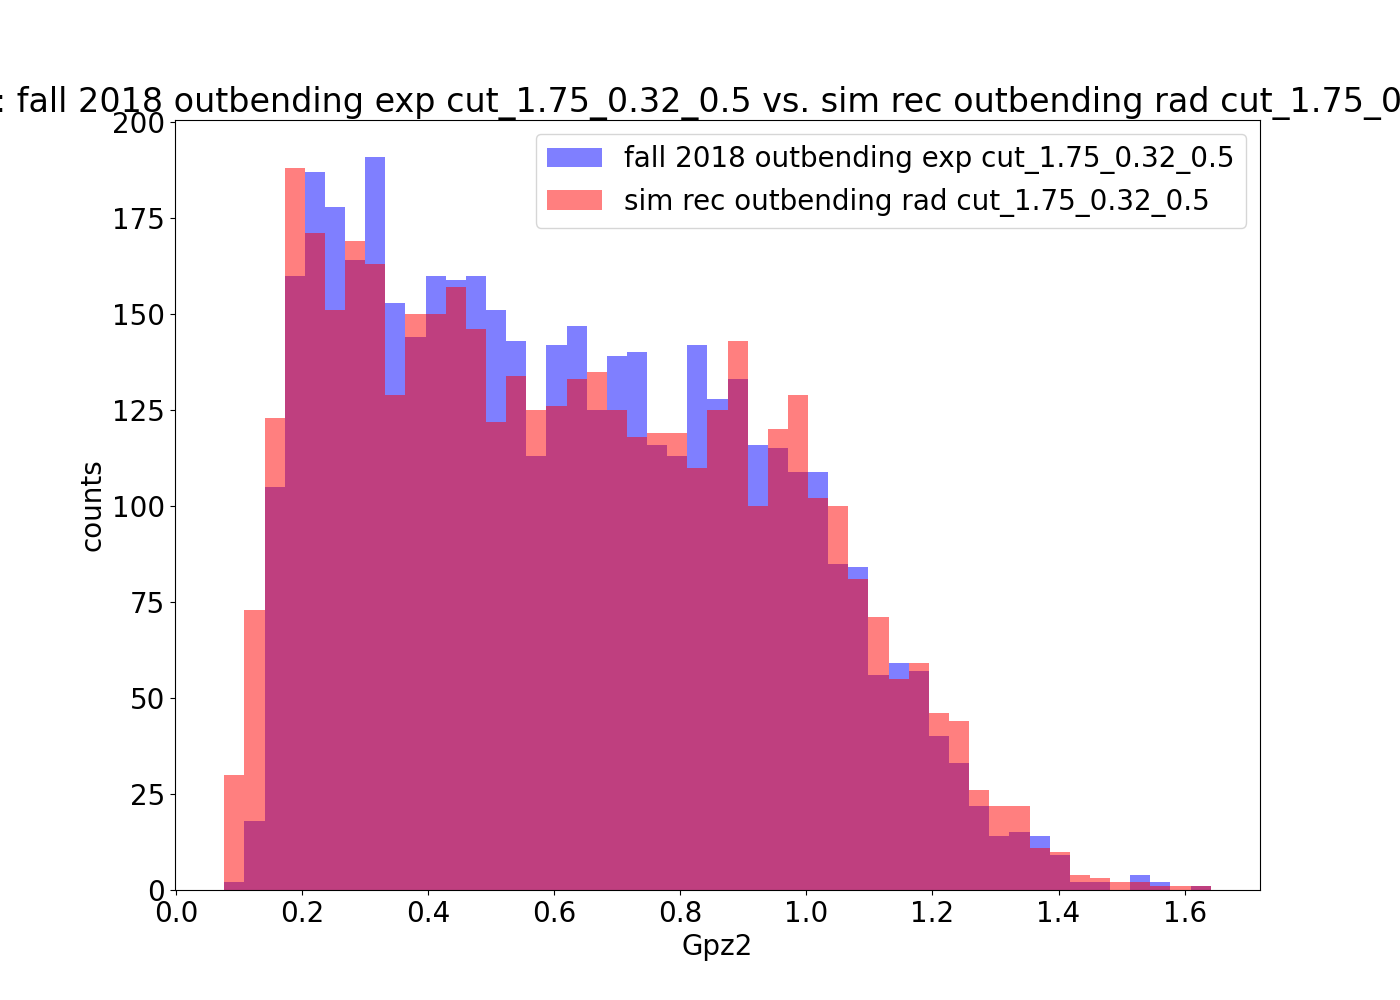 : fall 2018 outbending exp cut_1.75_0.32_0.5 vs. sim rec outbending rad cut_1.75_0
fall 2018 outbending exp cut_1.75_0.32_0.5
sim rec outbending rad cut_1.75_0.32_0.5
200
175
150
125
100
75
50
25
0
counts
0.0 0.2 0.4 0.6 0.8 1.0 1.2 1.4 1.6
Gpz2